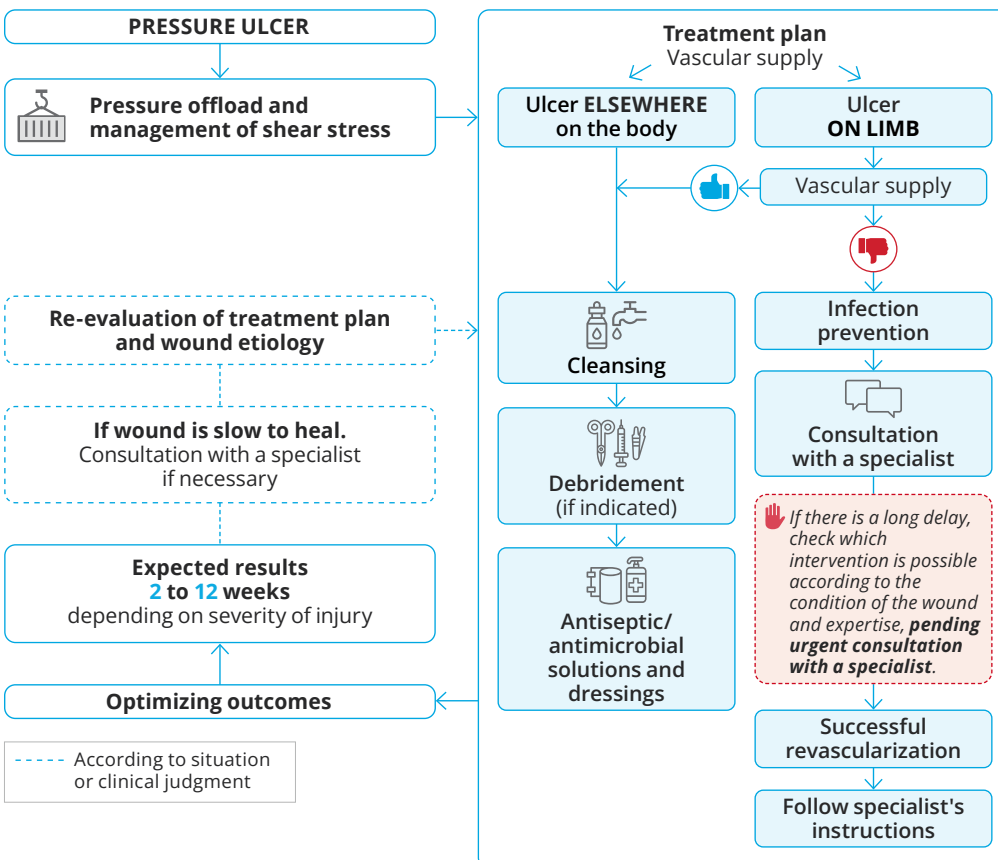 PRESSURE ULCER
Pressure offload and
management of shear stress
Treatment plan
Vascular supply
Ulcer ELSEWHERE
on the body
Ulcer
ON LIMB
Vascular supply
Cleansing
Debridement
(if indicated)
Antiseptic/
antimicrobial
solutions and
dressings
Infection
prevention
Consultation
with a specialist
If there is a long delay,
check which
intervention is possible
according to the
condition of the wound
and expertise, pending
urgent consultation
with a specialist.
Successful
revascularization
Follow specialist's
instructions
Re-evaluation of treatment plan
and wound etiology
If wound is slow to heal.
Consultation with a specialist
if necessary
Expected results
2 to 12 weeks
depending on severity of injury
Optimizing outcomes
According to situation
or clinical judgment